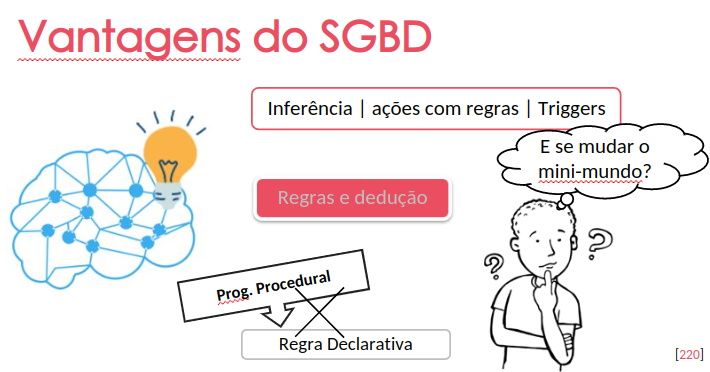 Vantagens do SGBD
Inferência | ações com regras | Triggers
E se mudar o
mini-mundo?
Regras e dedução
Prog. Procedural
Regra Declarativa
[220]